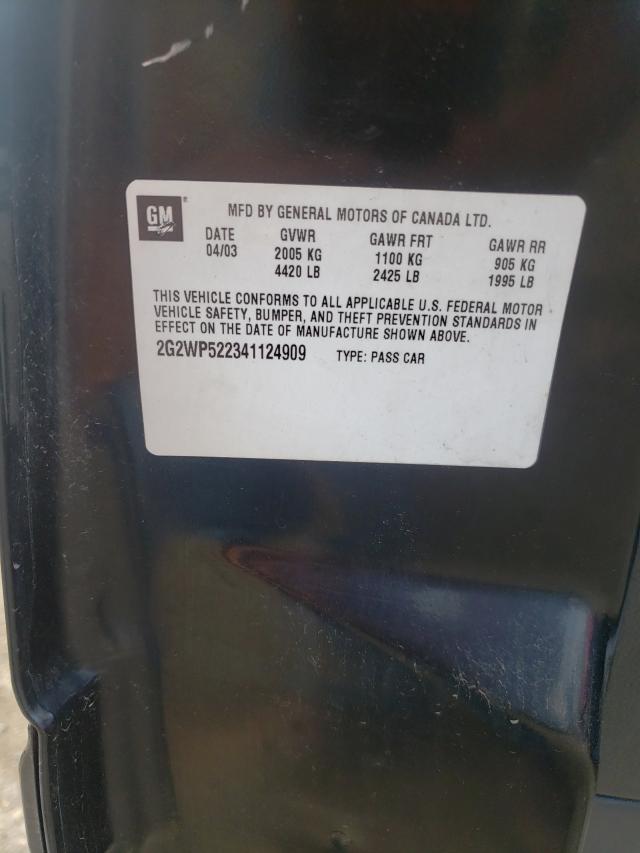 GM®
MFD BY GENERAL MOTORS OF CANADA LTD.
DATE GVWR GAWR FRT GAWR RR
04/03 2005 KG 1100 KG 905 KG
4420 LB 2425 LB 1995 LB
THIS VEHICLE CONFORMS TO ALL APPLICABLE U.S. FEDERAL MOTOR
VEHICLE SAFETY, BUMPER, AND THEFT PREVENTION STANDARDS IN
EFFECT ON THE DATE OF MANUFACTURE SHOWN ABOVE.
2G2WP522341124909 TYPE: PASS CAR